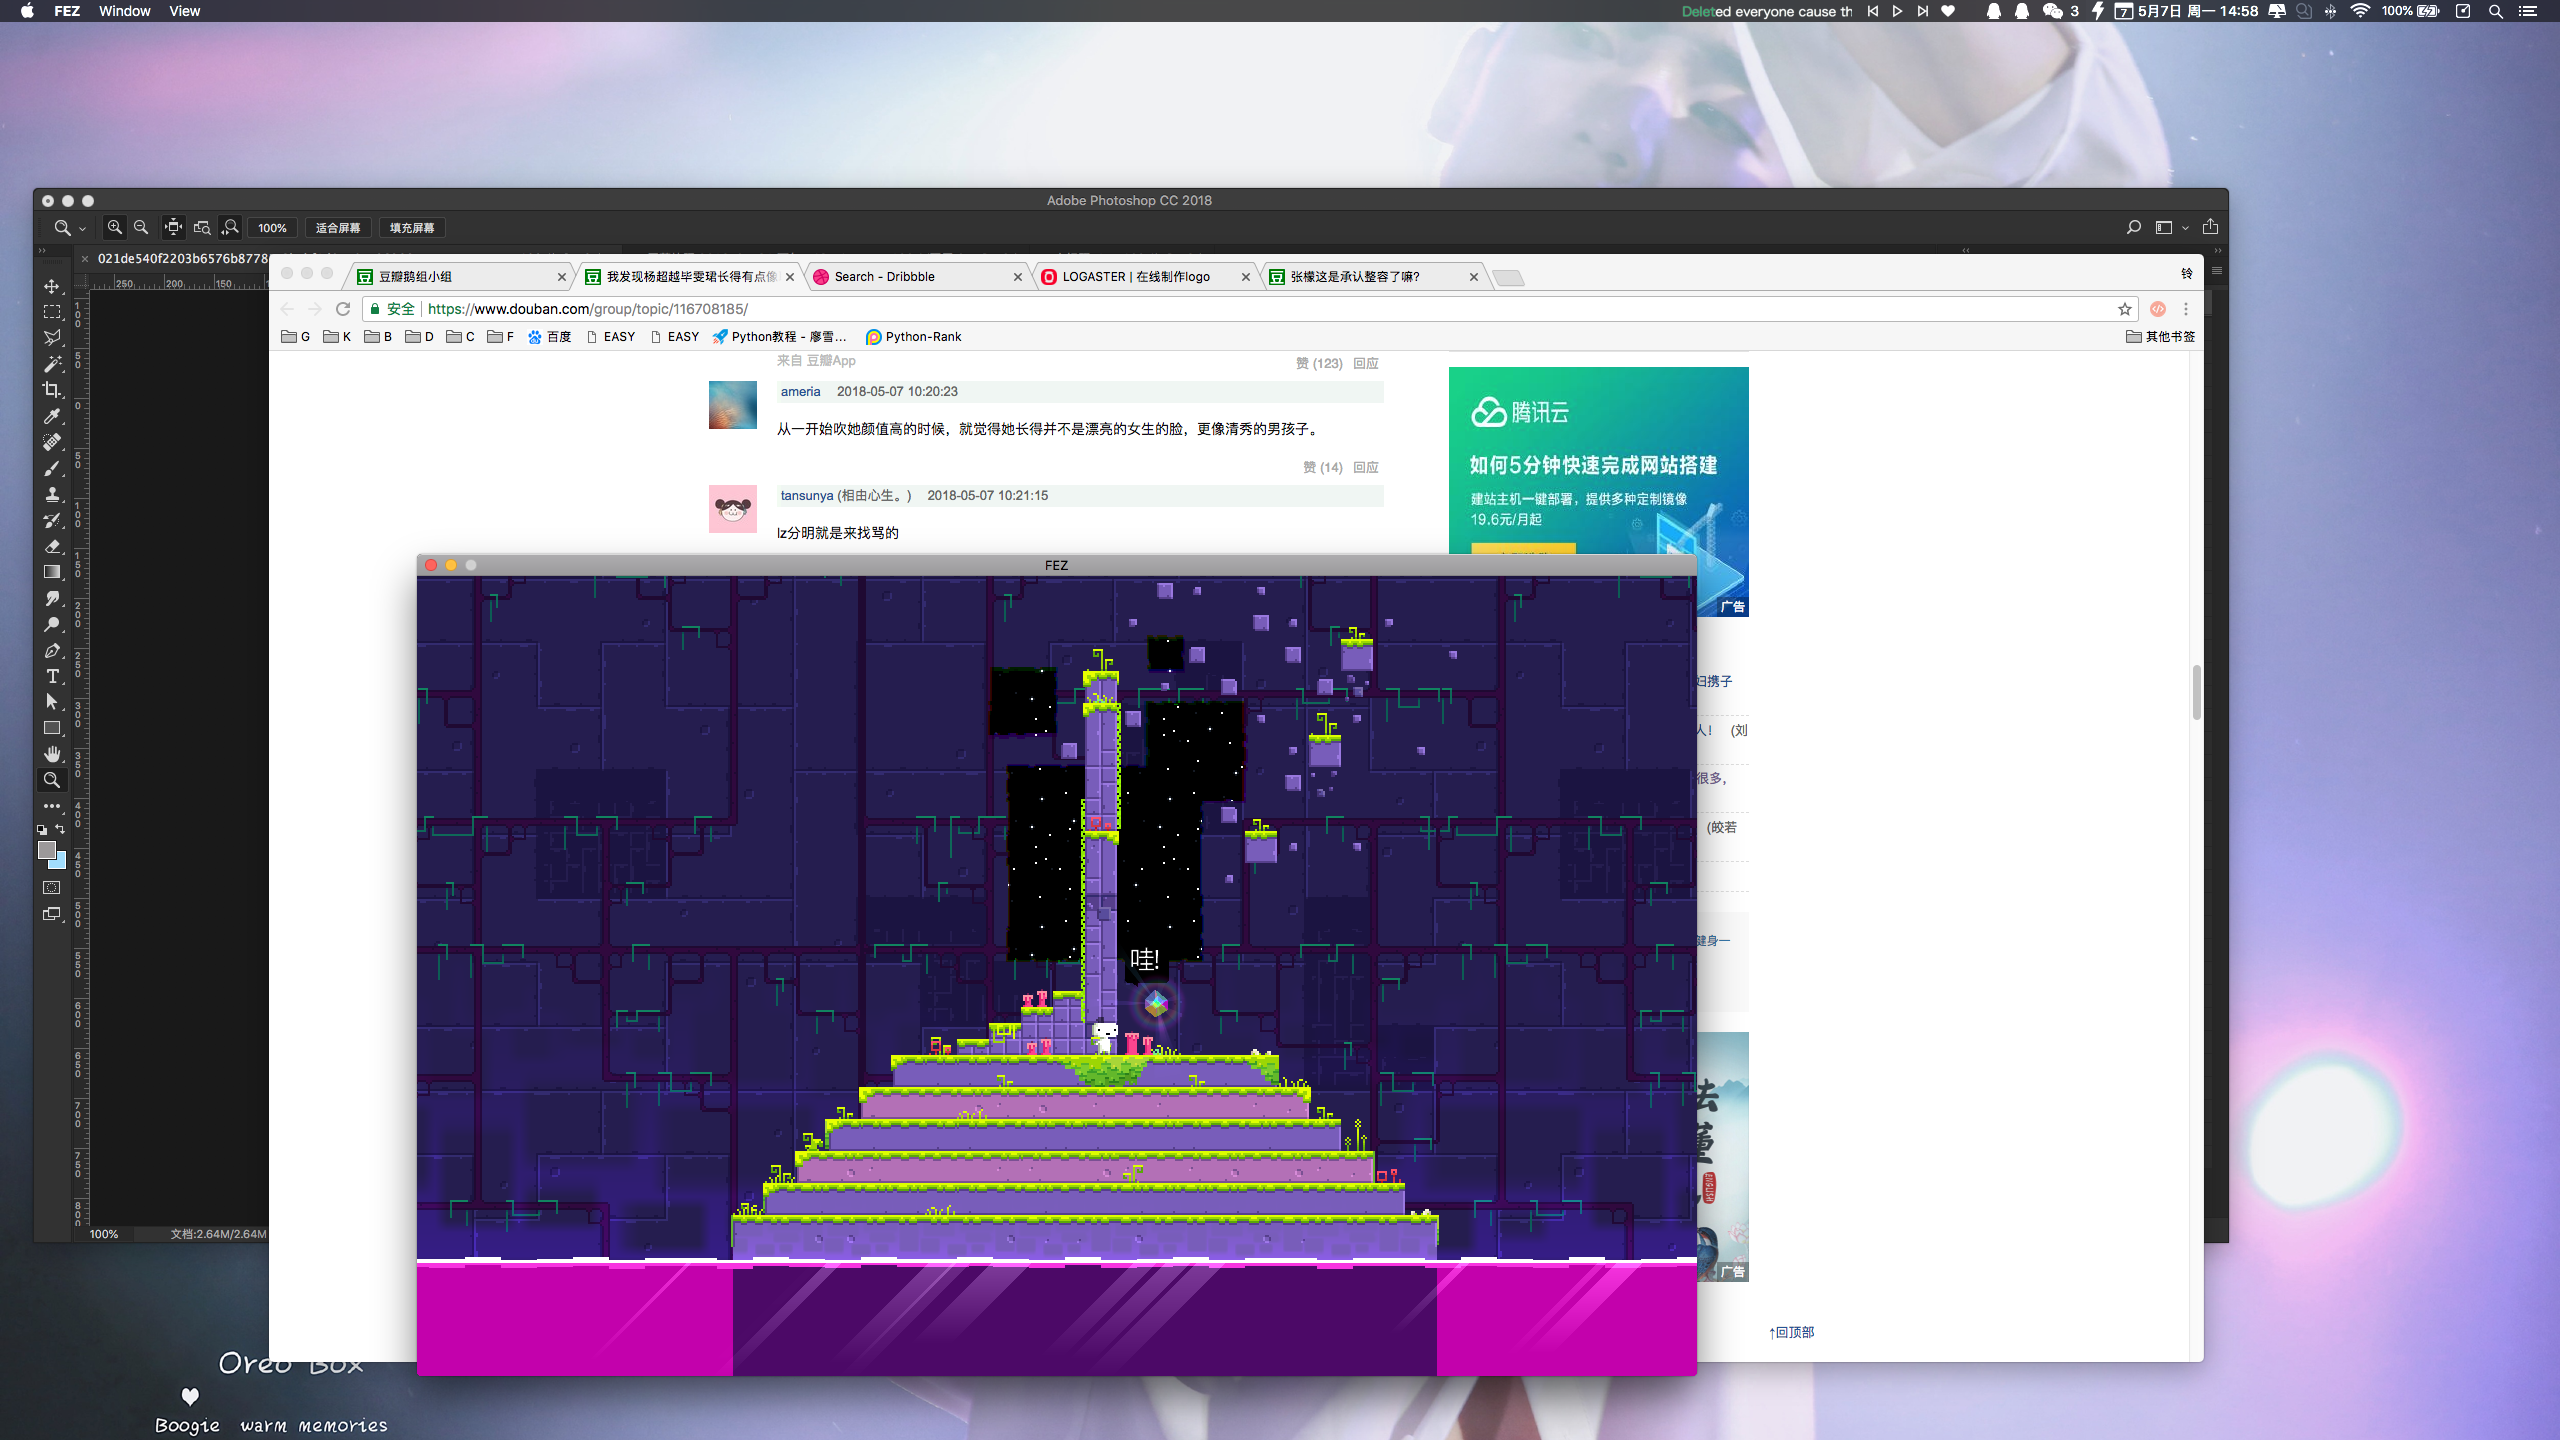 FEZ Window View
Deleted everyone cause th
3
7
5月7日 周一 14:58
100%
Adobe Photoshop CC 2018
100% 适合屏幕 填充屏幕
021de540f2203b6576b8778
豆瓣鹅组小组
我发现杨超越毕雯珺长得有点像
Search - Dribbble
LOGASTER | 在线制作logo
张檬这是承认整容了嘛?
铃
安全 https://www.douban.com/group/topic/116708185/
G K B D C F 百度 EASY EASY Python教程 - 廖雪... Python-Rank
其他书签
来自 豆瓣App
赞 (123) 回应
ameria 2018-05-07 10:20:23
从一开始吹她颜值高的时候，就觉得她长得并不是漂亮的女生的脸，更像清秀的男孩子。
赞 (14) 回应
tansunya (相由心生。) 2018-05-07 10:21:15
lz分明就是来找骂的
腾讯云
如何5分钟快速完成网站搭建
建站主机一键部署，提供多种定制镜像
19.6元/月起
广告
FEZ
哇!
妇携子
人! (刘
很多,
(皎若
健身一
广告
↑回顶部
250 200 150
100%
文档:2.64M/2.64M
Oreo Box
Boogie warm memories